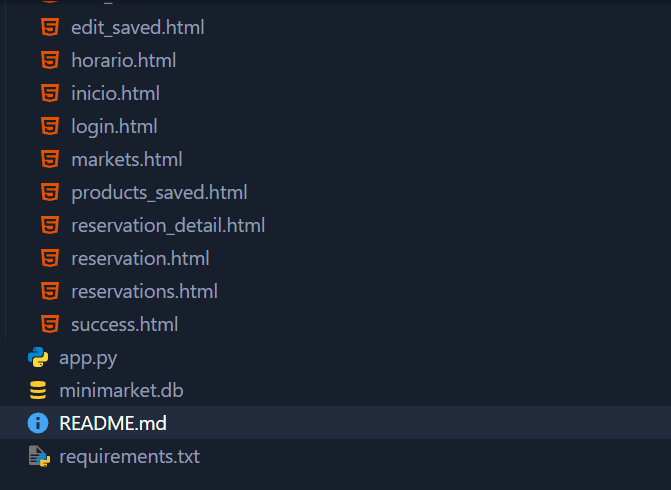 edit_saved.html
horario.html
inicio.html
login.html
markets.html
products_saved.html
reservation_detail.html
reservation.html
reservations.html
success.html
app.py
minimarket.db
README.md
requirements.txt